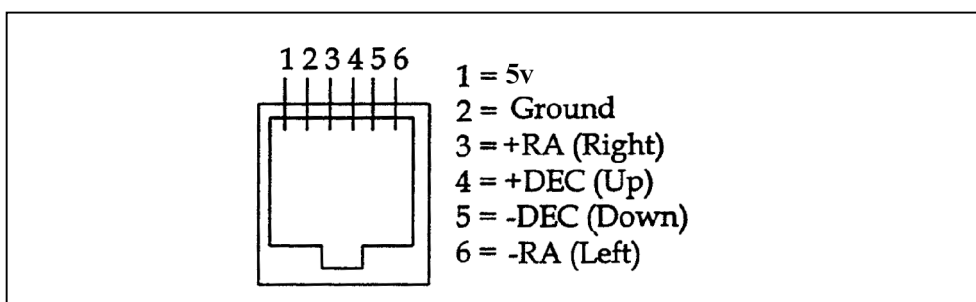 1 2 3 4 5 6
1 = 5v
2 = Ground
3 = +RA (Right)
4 = +DEC (Up)
5 = -DEC (Down)
6 = -RA (Left)